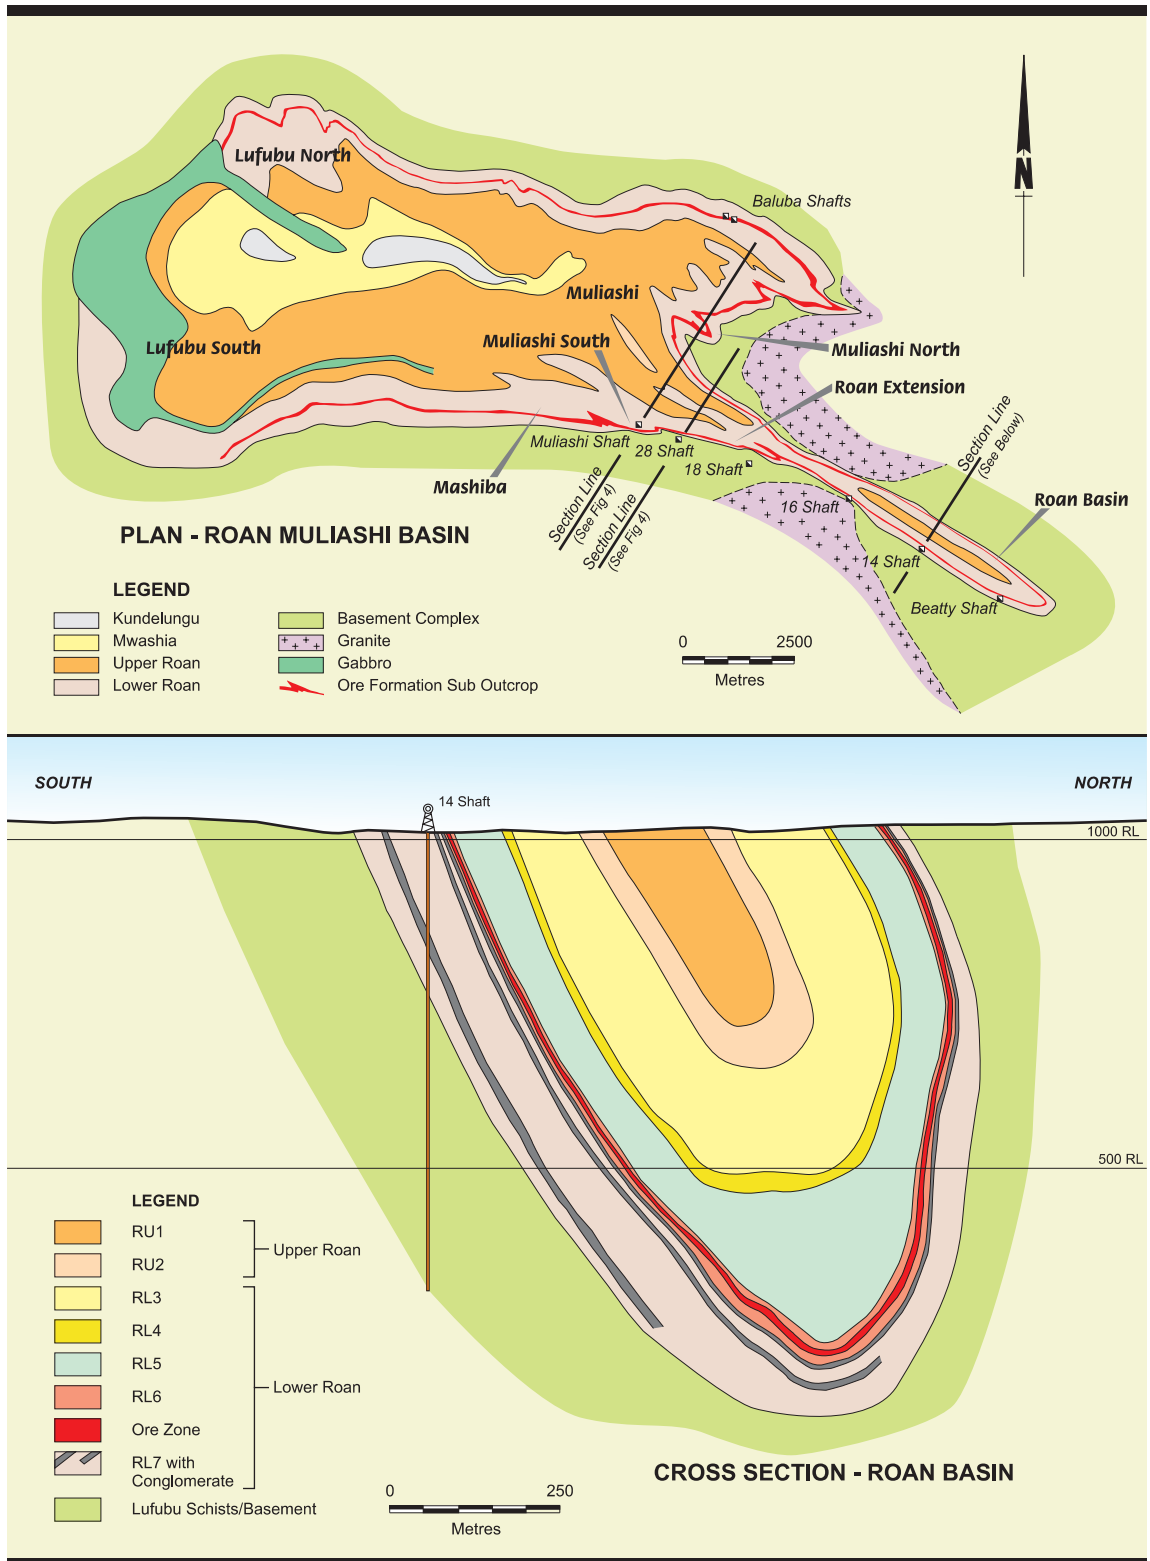 N
Lufubu North
Baluba Shafts
Muliashi
Muliashi South
Lufubu South
Muliashi North
Roan Extension
Muliashi Shaft
28 Shaft
18 Shaft
Mashiba
Section Line
(See Fig 4)
Section Line
(See Fig 4)
Section Line
(See Below)
16 Shaft
Roan Basin
14 Shaft
Beatty Shaft
PLAN - ROAN MULIASHI BASIN
LEGEND
Kundelungu
Mwashia
Upper Roan
Lower Roan
Basement Complex
Granite
Gabbro
Ore Formation Sub Outcrop
0 2500
Metres
SOUTH
NORTH
14 Shaft
1000 RL
500 RL
LEGEND
RU1
RU2
Upper Roan
RL3
RL4
RL5
RL6
Lower Roan
Ore Zone
RL7 with
Conglomerate
Lufubu Schists/Basement
0 250
Metres
CROSS SECTION - ROAN BASIN